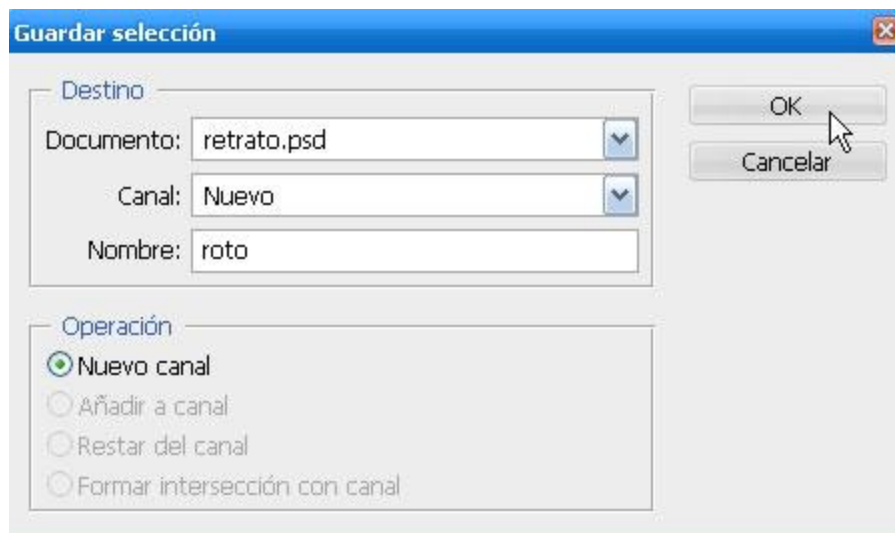 Guardar selección
Destino
Documento: retrato.psd
Canal: Nuevo
Nombre: roto
OK
Cancelar
Operación
Nuevo canal
Añadir a canal
Restar del canal
Formar intersección con canal